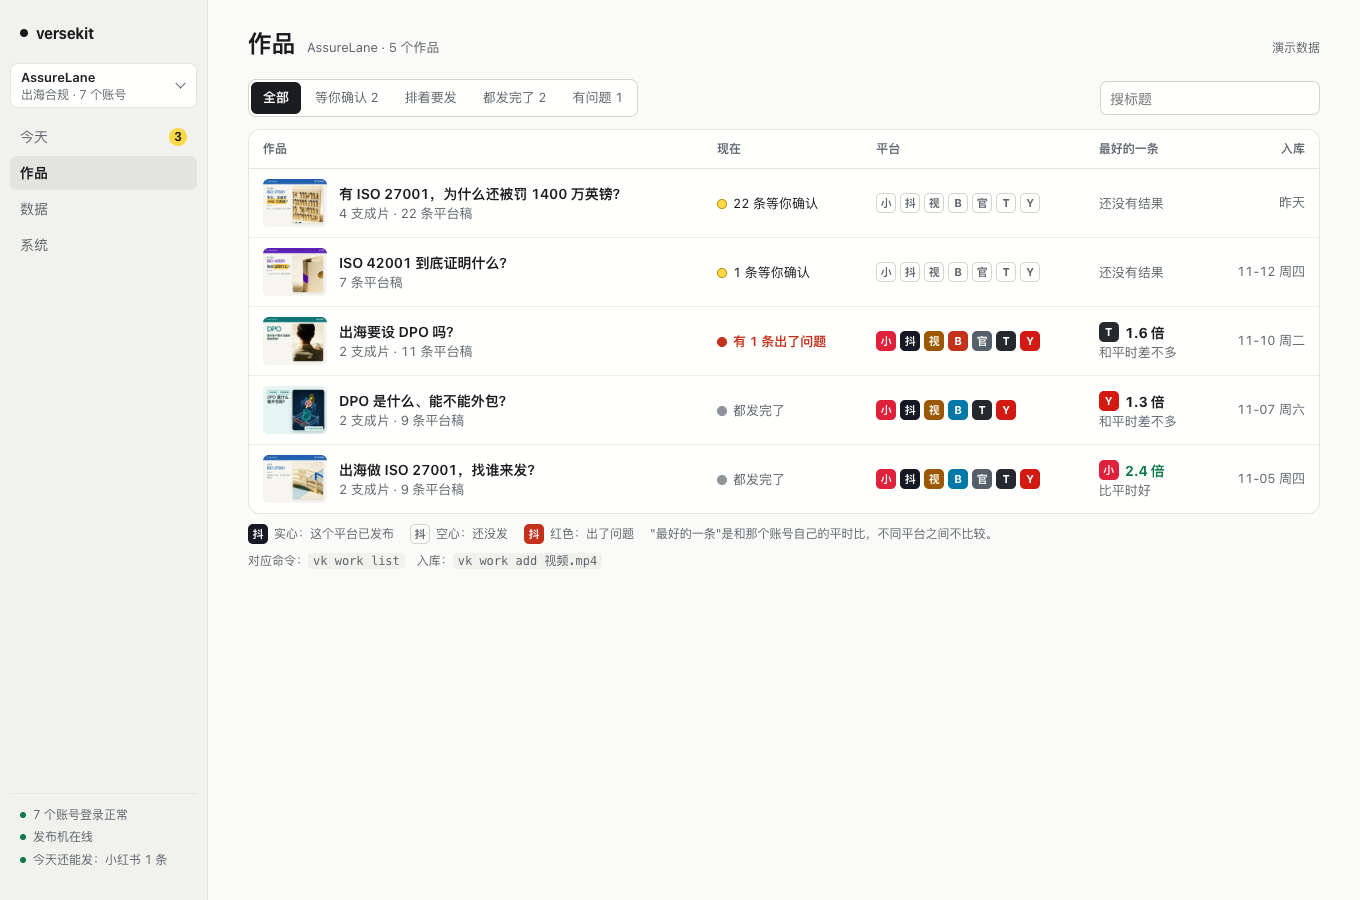 versekit
AssureLane
出海合规 · 7 个账号
今天 3
作品
数据
系统
7 个账号登录正常
发布机在线
今天还能发：小红书 1 条
作品 AssureLane · 5 个作品 演示数据
全部 等你确认 2 排着要发 都发完了 2 有问题 1 搜标题
作品 现在 平台 最好的一条 入库
有 ISO 27001，为什么还被罚 1400 万英镑？
4 支成片 · 22 条平台稿
22 条等你确认 小 抖 视 B 官 T Y 还没有结果 昨天
ISO 42001 到底证明什么？
7 条平台稿
1 条等你确认 小 抖 视 B 官 T Y 还没有结果 11-12 周四
出海要设 DPO 吗？
2 支成片 · 11 条平台稿
有 1 条出了问题 小 抖 视 B 官 T Y T 1.6 倍
和平时差不多
11-10 周二
DPO 是什么、能不能外包？
2 支成片 · 9 条平台稿
都发完了 小 抖 视 B T Y Y 1.3 倍
和平时差不多
11-07 周六
出海做 ISO 27001，找谁来发？
2 支成片 · 9 条平台稿
都发完了 小 抖 视 B 官 T Y 小 2.4 倍
比平时好
11-05 周四
抖 实心：这个平台已发布 抖 空心：还没发 抖 红色：出了问题 "最好的一条"是和那个账号自己的平时比，不同平台之间不比较。
对应命令： vk work list 入库： vk work add 视频.mp4